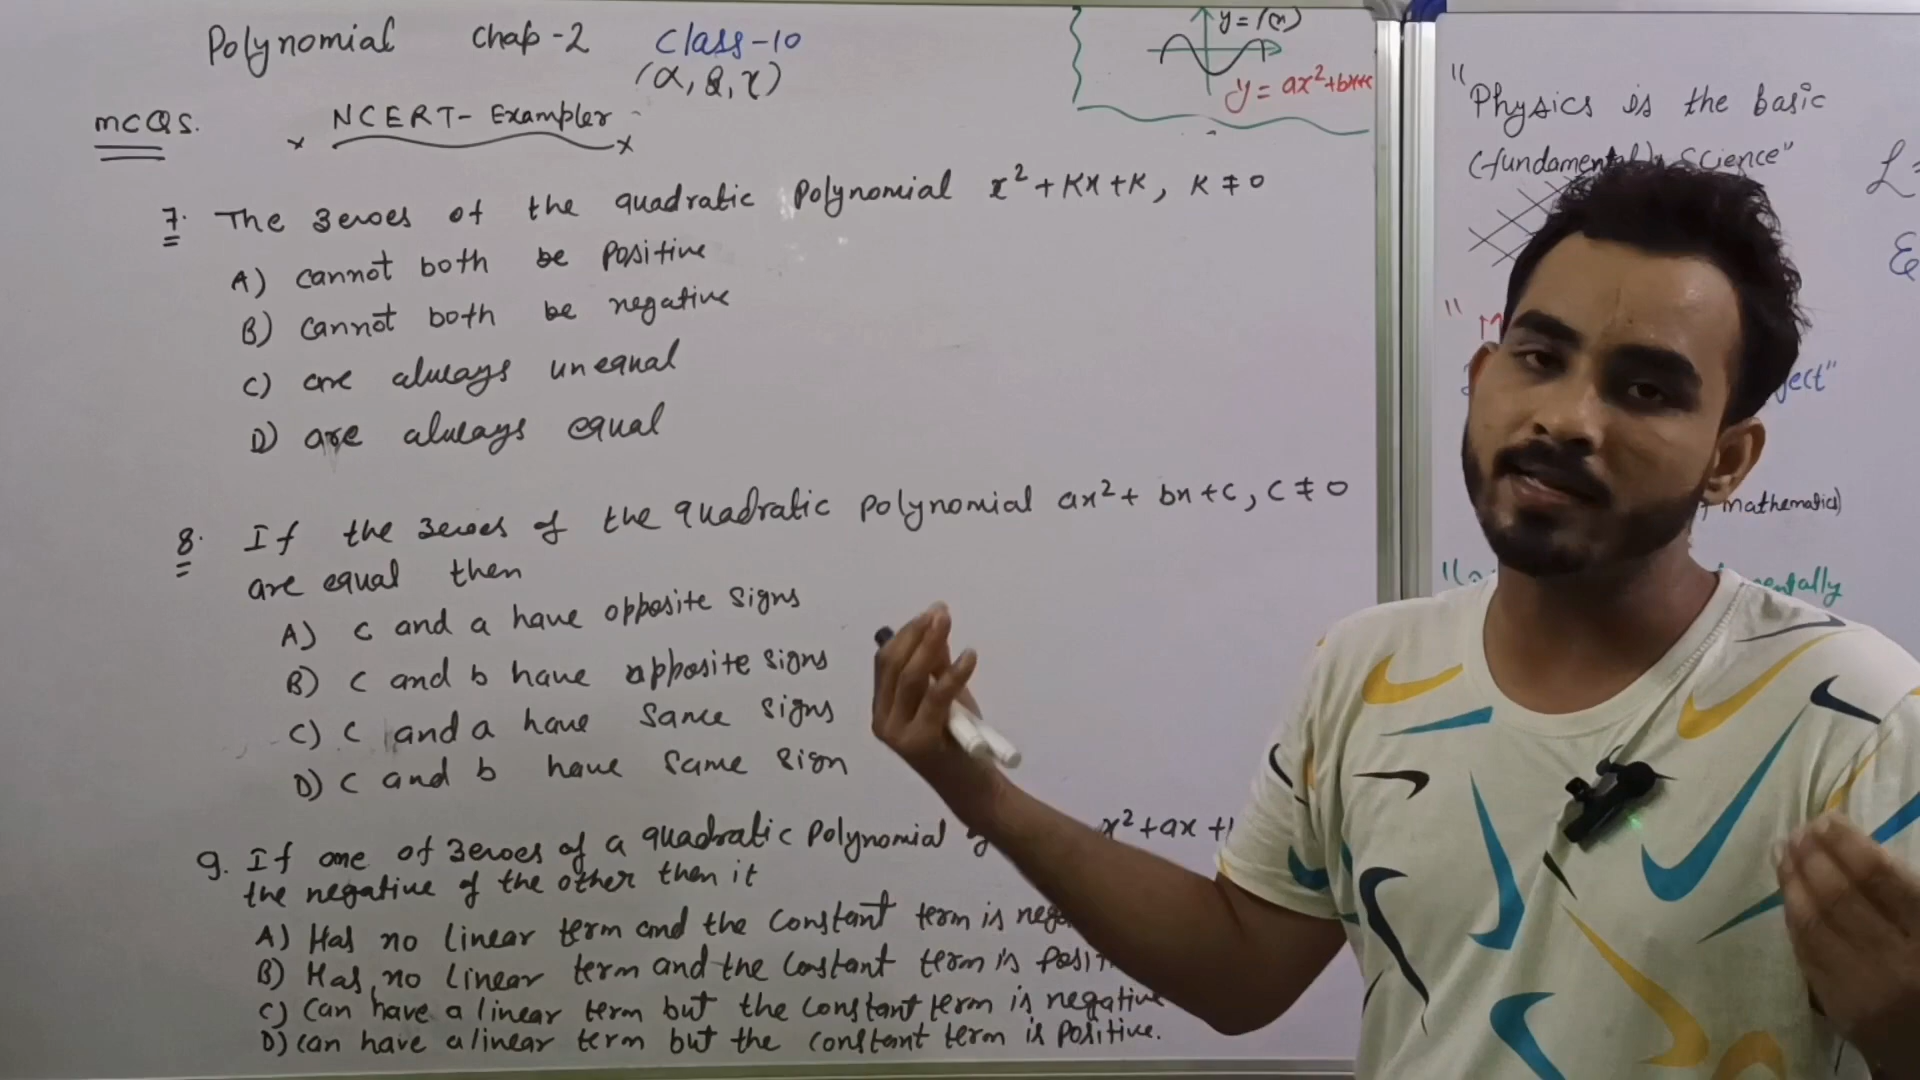 Polynomial Chap-2 Class-10
(α, β, γ)
MCQS. NCERT- Exampler
7. The zeroes of the quadratic polynomial x² + Kx + K, K ≠ 0
A) cannot both be positive
B) cannot both be negative
C) are always unequal
D) are always equal
8. If the zeroes of the quadratic polynomial ax² + bx + c, c ≠ 0
are equal then
A) c and a have opposite signs
B) c and b have opposite signs
C) c and a have same signs
D) c and b have same sign
9. If one of zeroes of a quadratic polynomial x² + ax +
the negative of the other then it
A) Has no linear term and the constant term is
B) Has no linear term and the constant term is
C) can have a linear term but the constant term is negative
D) can have a linear term but the constant term is positive.
y = ax² + bx + c
"Physics is the basic
(fundamental) science"
mathematics)